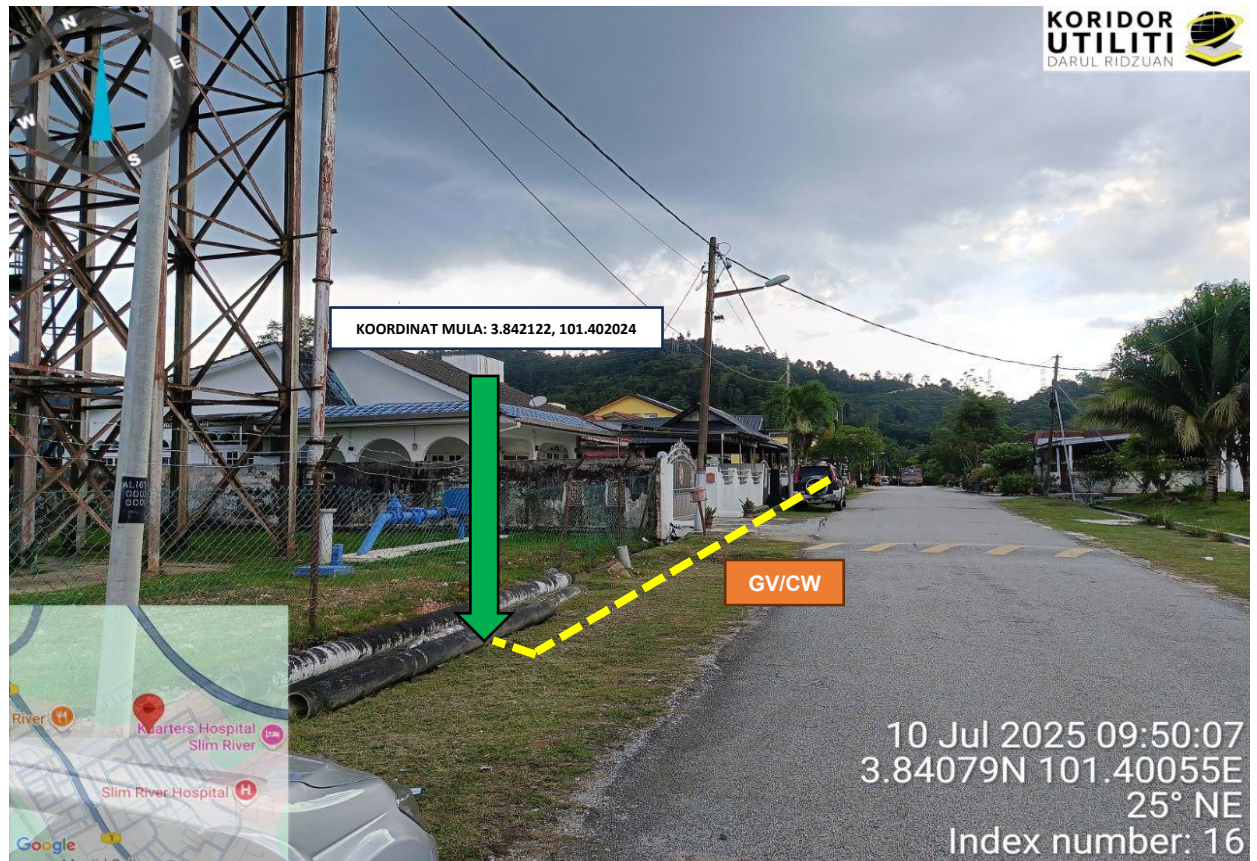 N
E
S
W
KORIDOR
UTILITI
DARUL RIDZUAN
KOORDINAT MULA: 3.842122, 101.402024
GV/CW
River
Kuarters Hospital
Slim River
Slim River Hospital
H
1
Google
10 Jul 2025 09:50:07
3.84079N 101.40055E
25° NE
Index number: 16